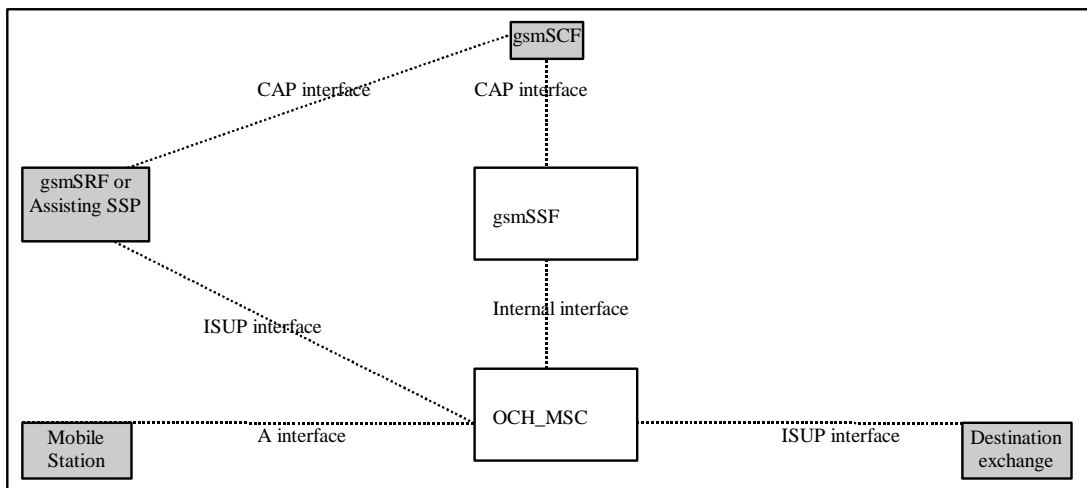 gsmSCF
CAP interface
CAP interface
gsmSRF or
Assisting SSP
gsmSSF
Internal interface
ISUP interface
OCH_MSC
Mobile
Station
A interface
ISUP interface
Destination
exchange